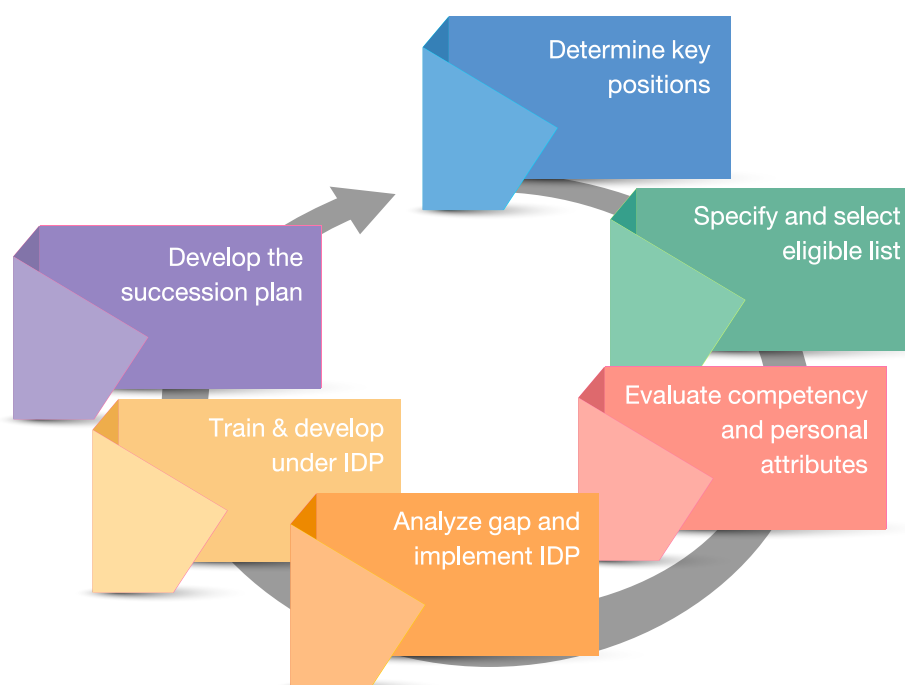 Determine key
positions
Specify and select
eligible list
Evaluate competency
and personal
attributes
Analyze gap and
implement IDP
Train & develop
under IDP
Develop the
succession plan